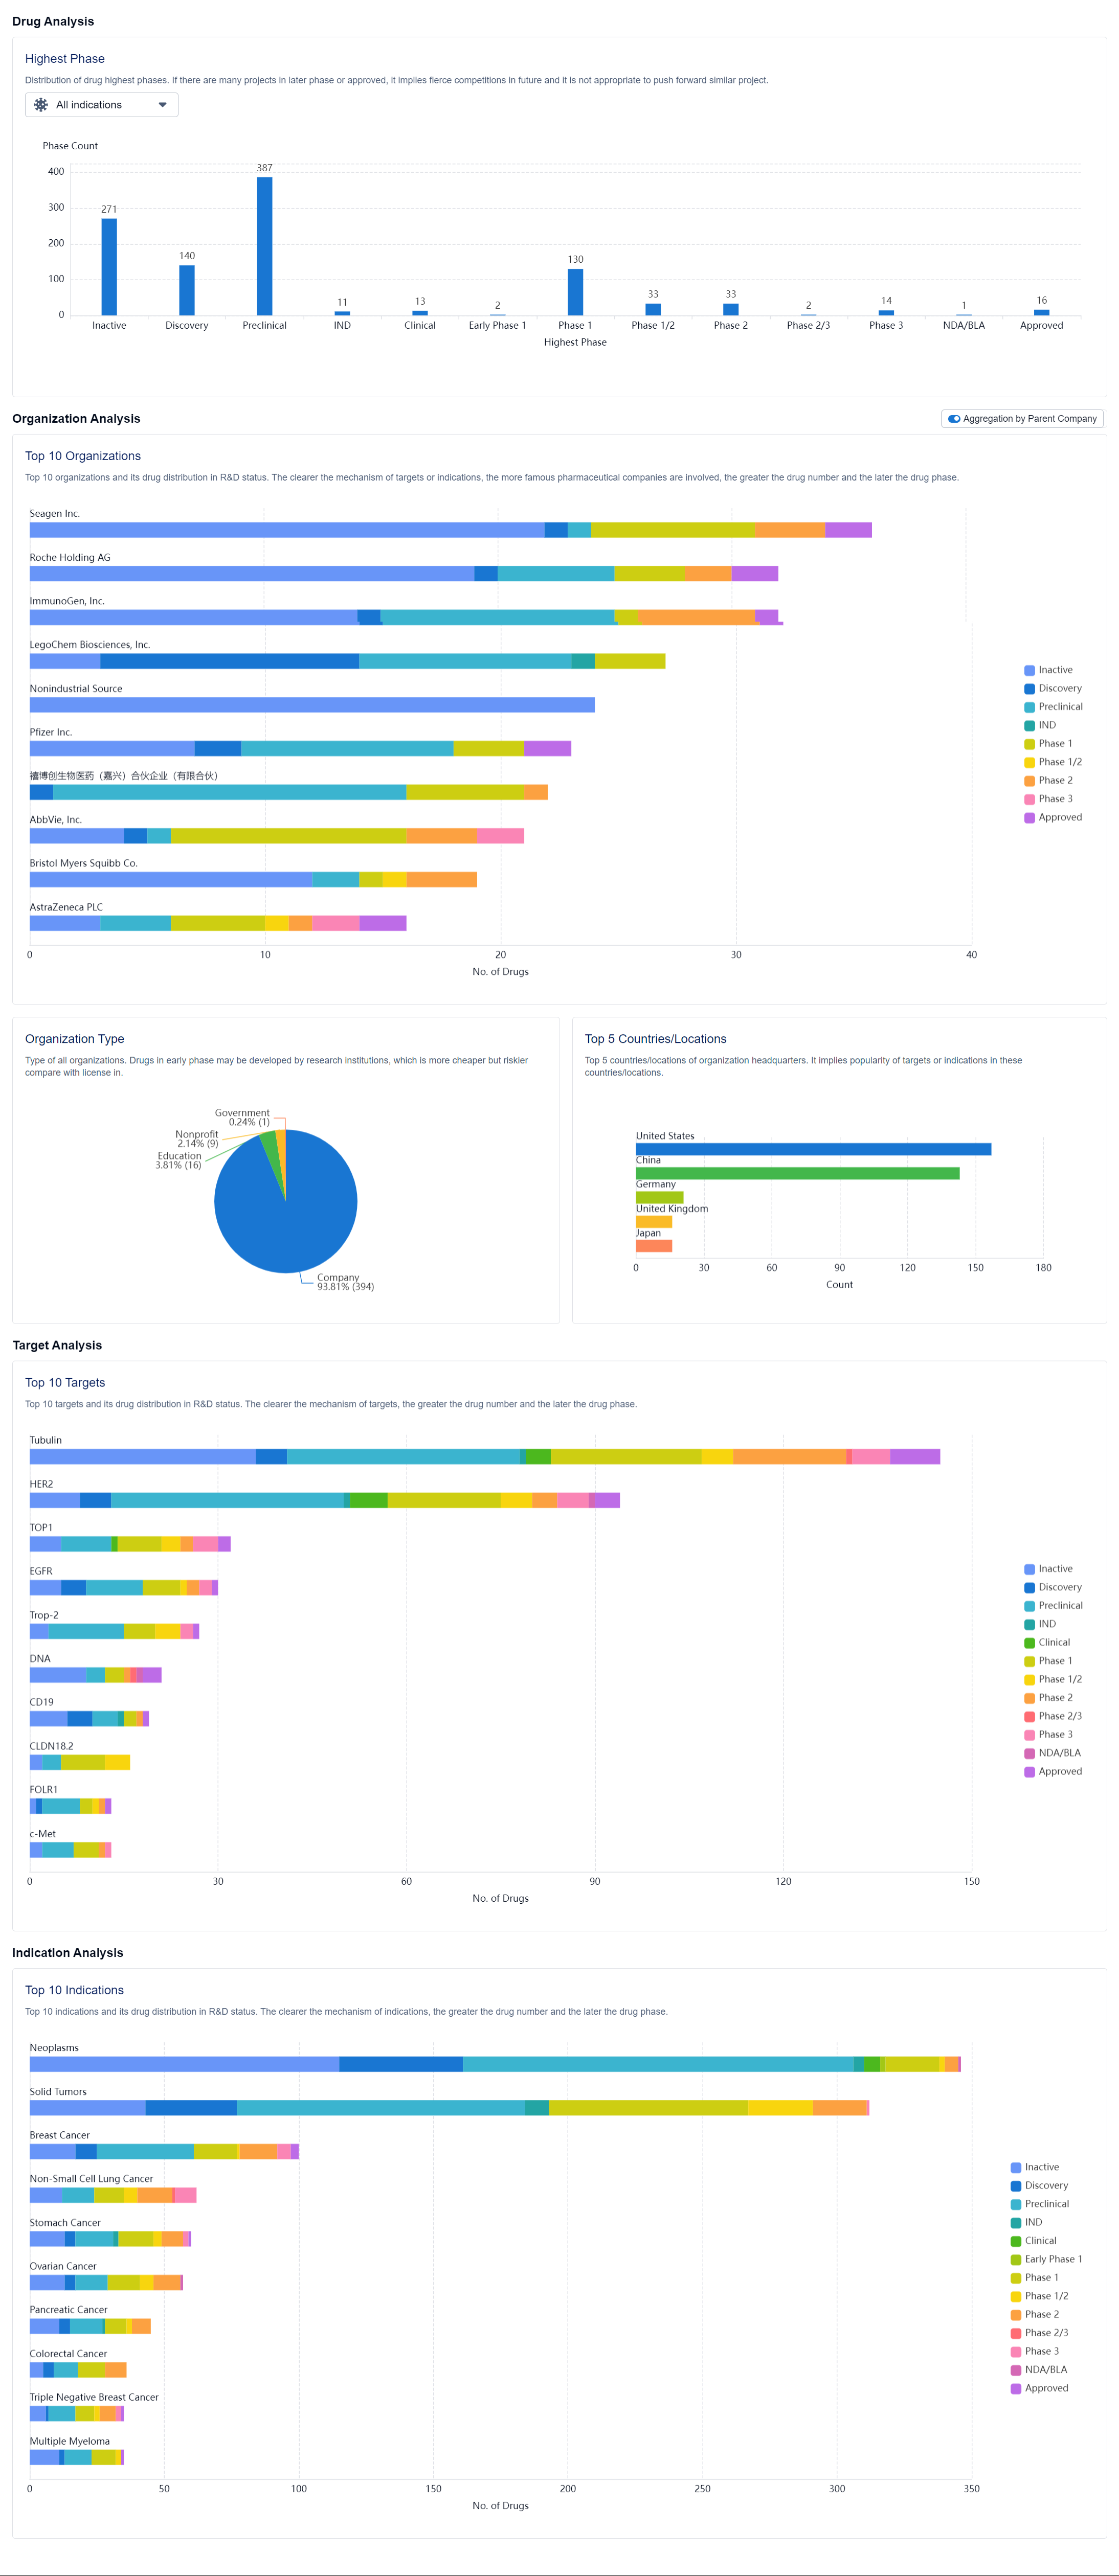 Drug Analysis
Highest Phase
Distribution of drug highest phases. If there are many projects in later phase or approved, it implies fierce competitions in future and it is not appropriate to push forward similar project.
All indications
Phase Count
400
300
200
100
0
271
140
387
11
13
2
130
33
33
2
14
1
16
Inactive
Discovery
Preclinical
IND
Clinical
Early Phase 1
Phase 1
Phase 1/2
Phase 2
Phase 2/3
Phase 3
NDA/BLA
Approved
Highest Phase
Organization Analysis
Aggregation by Parent Company
Top 10 Organizations
Top 10 organizations and its drug distribution in R&D status. The clearer the mechanism of targets or indications, the more famous pharmaceutical companies are involved, the greater the drug number and the later the drug phase.
Seagen Inc.
Roche Holding AG
ImmunoGen, Inc.
LegoChem Biosciences, Inc.
Nonindustrial Source
Pfizer Inc.
禧博创生物医药（嘉兴）合伙企业（有限合伙）
AbbVie, Inc.
Bristol Myers Squibb Co.
AstraZeneca PLC
0
10
20
30
40
No. of Drugs
Inactive
Discovery
Preclinical
IND
Phase 1
Phase 1/2
Phase 2
Phase 3
Approved
Organization Type
Type of all organizations. Drugs in early phase may be developed by research institutions, which is more cheaper but riskier
compare with license in.
Government
0.24% (1)
Nonprofit
2.14% (9)
Education
3.81% (16)
Company
93.81% (394)
Top 5 Countries/Locations
Top 5 countries/locations of organization headquarters. It implies popularity of targets or indications in these
countries/locations.
United States
China
Germany
United Kingdom
Japan
0
30
60
90
120
150
180
Count
Target Analysis
Top 10 Targets
Top 10 targets and its drug distribution in R&D status. The clearer the mechanism of targets, the greater the drug number and the later the drug phase.
Tubulin
HER2
TOP1
EGFR
Trop-2
DNA
CD19
CLDN18.2
FOLR1
c-Met
0
30
60
90
120
150
No. of Drugs
Inactive
Discovery
Preclinical
IND
Clinical
Phase 1
Phase 1/2
Phase 2
Phase 2/3
Phase 3
NDA/BLA
Approved
Indication Analysis
Top 10 Indications
Top 10 indications and its drug distribution in R&D status. The clearer the mechanism of indications, the greater the drug number and the later the drug phase.
Neoplasms
Solid Tumors
Breast Cancer
Non-Small Cell Lung Cancer
Stomach Cancer
Ovarian Cancer
Pancreatic Cancer
Colorectal Cancer
Triple Negative Breast Cancer
Multiple Myeloma
0
50
100
150
200
250
300
350
No. of Drugs
Inactive
Discovery
Preclinical
IND
Clinical
Early Phase 1
Phase 1
Phase 1/2
Phase 2
Phase 2/3
Phase 3
NDA/BLA
Approved